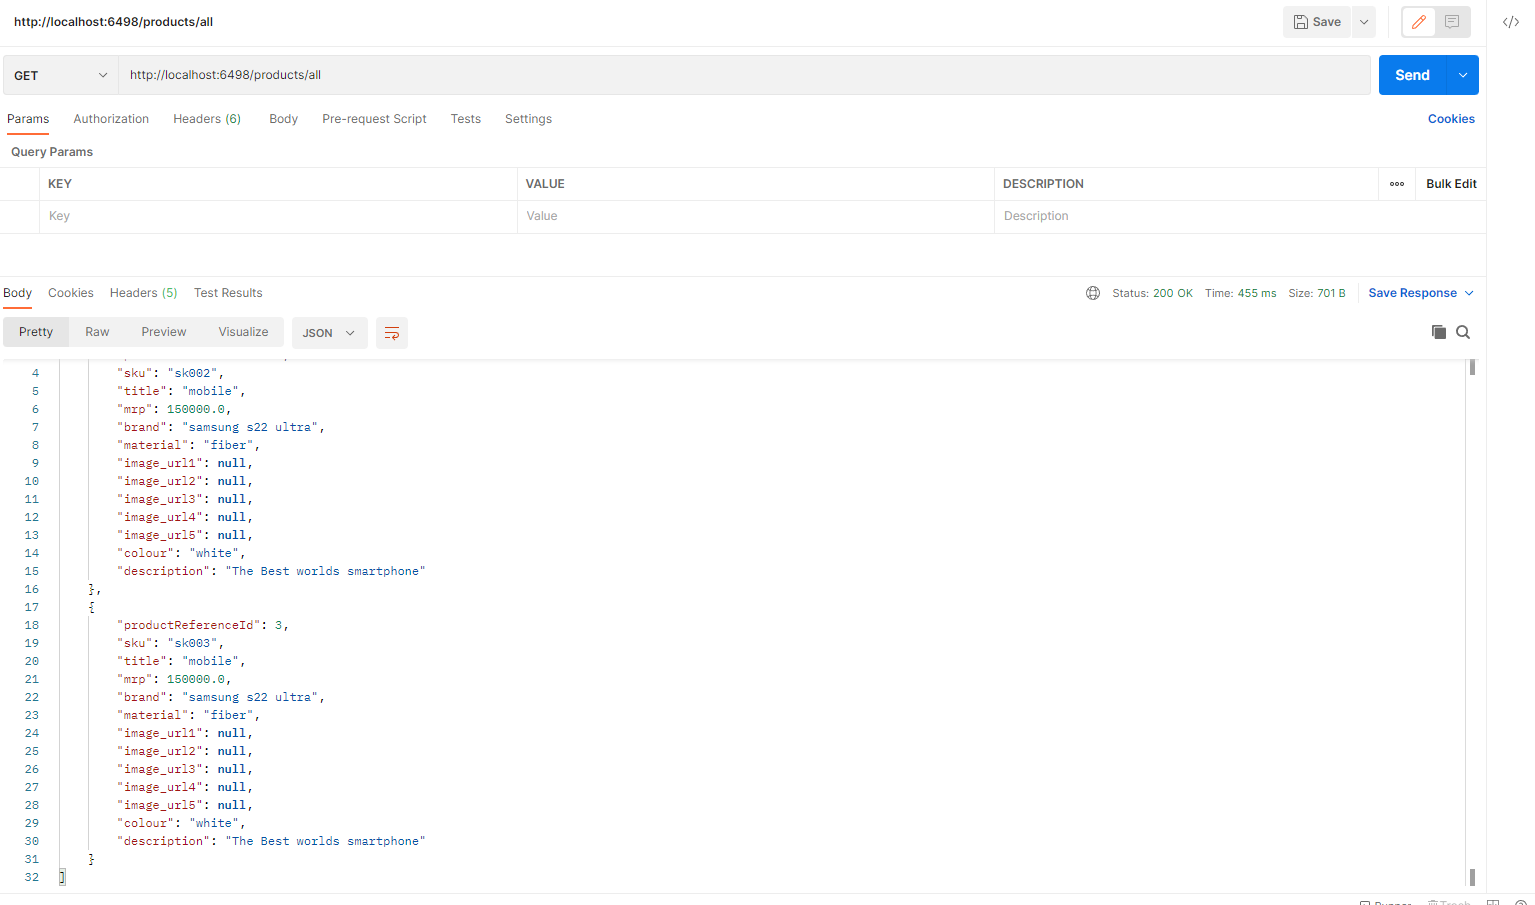 http://localhost:6498/products/all
Save
GET http://localhost:6498/products/all Send
Params Authorization Headers (6) Body Pre-request Script Tests Settings Cookies
Query Params
KEY VALUE DESCRIPTION Bulk Edit
Key Value Description
Body Cookies Headers (5) Test Results Status: 200 OK Time: 455 ms Size: 701 B Save Response
Pretty Raw Preview Visualize JSON
4 "sku": "sk002",
5 "title": "mobile",
6 "mrp": 150000.0,
7 "brand": "samsung s22 ultra",
8 "material": "fiber",
9 "image_url1": null,
10 "image_url2": null,
11 "image_url3": null,
12 "image_url4": null,
13 "image_url5": null,
14 "colour": "white",
15 "description": "The Best worlds smartphone"
16 },
17 {
18 "productReferenceId": 3,
19 "sku": "sk003",
20 "title": "mobile",
21 "mrp": 150000.0,
22 "brand": "samsung s22 ultra",
23 "material": "fiber",
24 "image_url1": null,
25 "image_url2": null,
26 "image_url3": null,
27 "image_url4": null,
28 "image_url5": null,
29 "colour": "white",
30 "description": "The Best worlds smartphone"
31 }
32 ]
Runner Trash